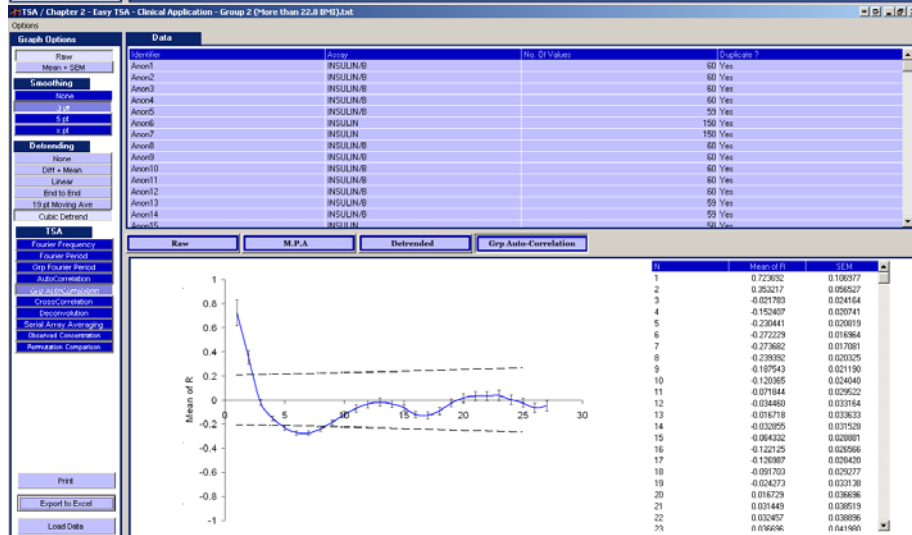 TSA / Chapter 2 - Easy TSA - Clinical Application - Group 2 (More than 22.0 BMI).txt
Options
Graph Options
Raw
Mean + SEM
Smoothing
None
3 pt
5 pt
x pt
Detrending
None
Diff + Mean
Linear
End to End
19 pt Moving Ave
Cubic Detrend
TSA
Fourier Frequency
Fourier Period
Grp Fourier Period
AutoCorrelation
Grp AutoCorrelation
CrossCorrelation
Deconvolution
Serial Array Averaging
Observed Concentration
Permutation Comparison
Print
Export to Excel
Load Data
Data
Identifier Assay No. Of Values Duplicate ?
Anon1 INSULIN/B 60 Yes
Anon2 INSULIN/B 60 Yes
Anon3 INSULIN/B 60 Yes
Anon4 INSULIN/B 60 Yes
Anon5 INSULIN/B 59 Yes
Anon6 INSULIN 150 Yes
Anon7 INSULIN 150 Yes
Anon8 INSULIN/B 60 Yes
Anon9 INSULIN/B 60 Yes
Anon10 INSULIN/B 60 Yes
Anon11 INSULIN/B 60 Yes
Anon12 INSULIN/B 60 Yes
Anon13 INSULIN/B 59 Yes
Anon14 INSULIN/B 59 Yes
Anon15 INSULIN 58 Yes
Raw M.P.A Detrended Grp Auto-Correlation
Mean of R
1
0.8
0.6
0.4
0.2
0
-0.2
-0.4
-0.6
-0.8
-1
0 5 10 15 20 25 30
N Mean of R SEM
1 0.723692 0.106977
2 0.353217 0.056527
3 -0.021783 0.024164
4 -0.152407 0.020741
5 -0.230441 0.020819
6 -0.272229 0.016964
7 -0.273682 0.017081
8 -0.239392 0.020325
9 -0.187543 0.021190
10 -0.120365 0.024040
11 -0.071844 0.029522
12 -0.034460 0.033164
13 -0.016718 0.033633
14 -0.032855 0.031528
15 -0.064332 0.028881
16 -0.122125 0.026566
17 -0.126987 0.028420
18 -0.091703 0.029277
19 -0.024273 0.033138
20 0.016729 0.036696
21 0.031449 0.038519
22 0.032457 0.038896
23 0.036696 0.041980